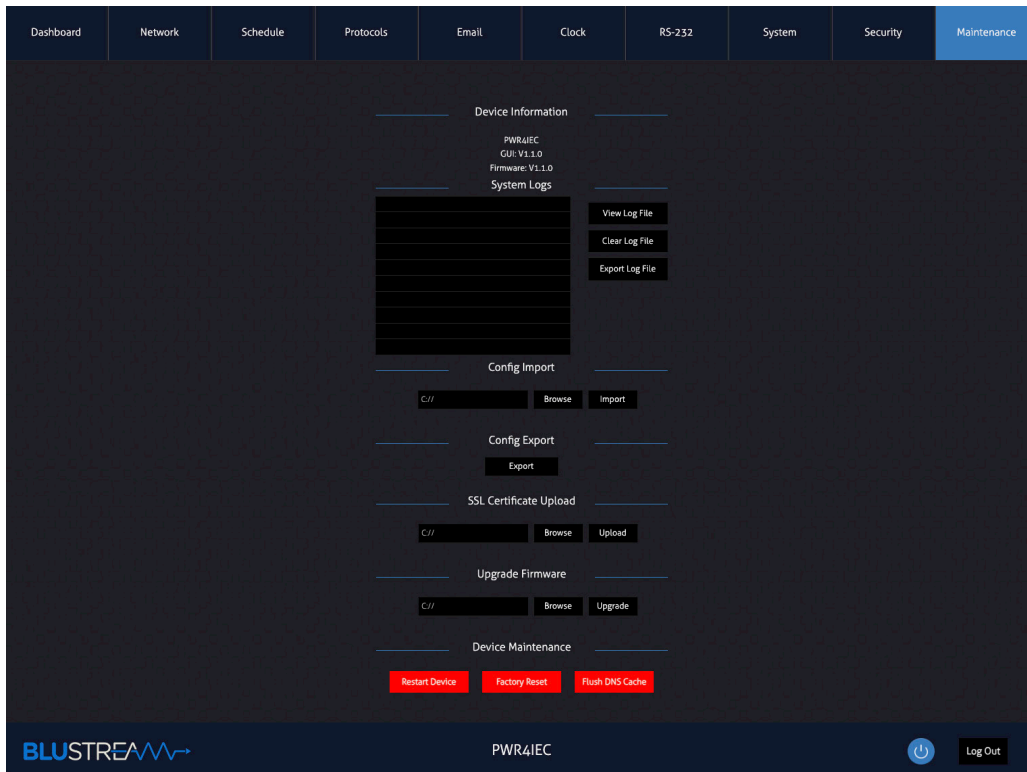 Dashboard Network Schedule Protocols Email Clock RS-232 System Security Maintenance
Device Information
PWR4IEC
GUI: V1.1.0
Firmware: V1.1.0
System Logs
View Log File
Clear Log File
Export Log File
Config Import
C:// Browse Import
Config Export
Export
SSL Certificate Upload
C:// Browse Upload
Upgrade Firmware
C:// Browse Upgrade
Device Maintenance
Restart Device Factory Reset Flush DNS Cache
BLUSTREAM PWR4IEC Log Out